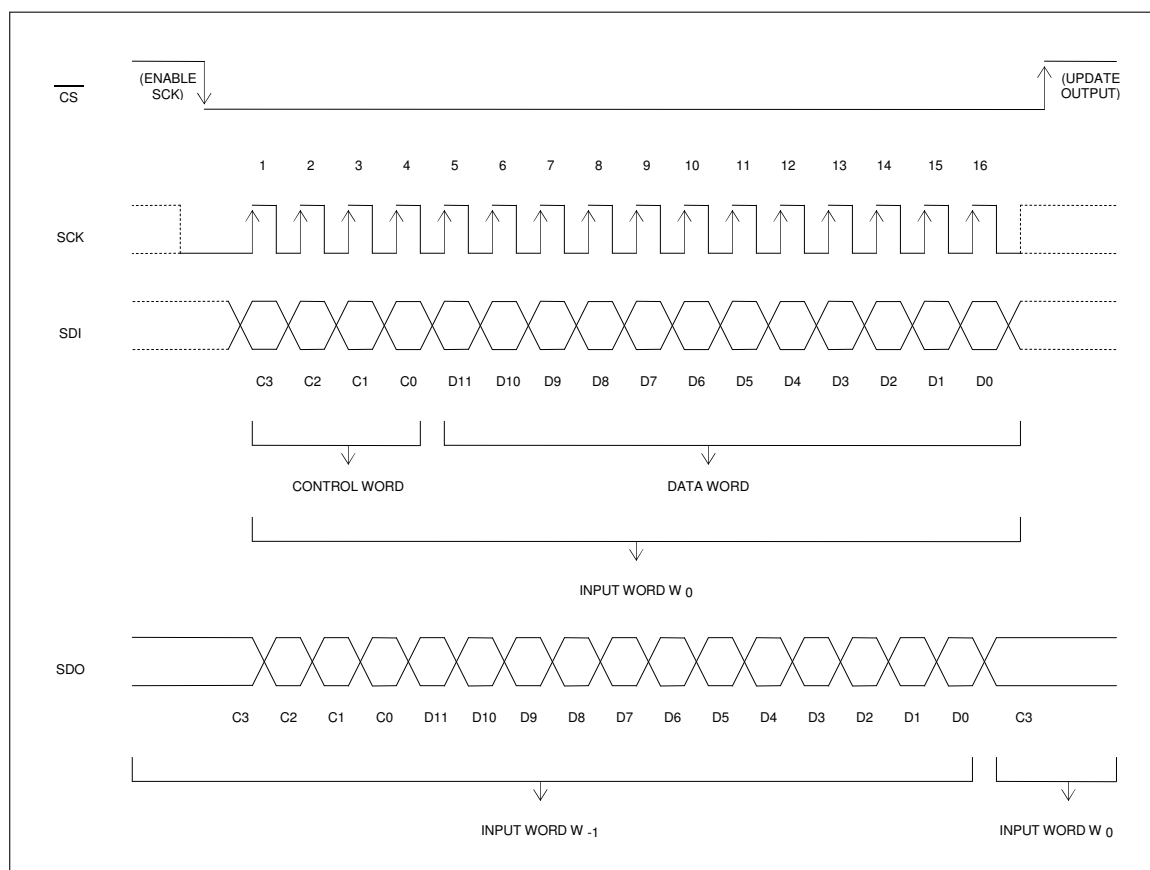 (ENABLE
SCK)
(UPDATE
OUTPUT)
CS
1 2 3 4 5 6 7 8 9 10 11 12 13 14 15 16
SCK
SDI
C3 C2 C1 C0 D11 D10 D9 D8 D7 D6 D5 D4 D3 D2 D1 D0
CONTROL WORD DATA WORD
INPUT WORD W 0
SDO
C3 C2 C1 C0 D11 D10 D9 D8 D7 D6 D5 D4 D3 D2 D1 D0 C3
INPUT WORD W -1 INPUT WORD W 0